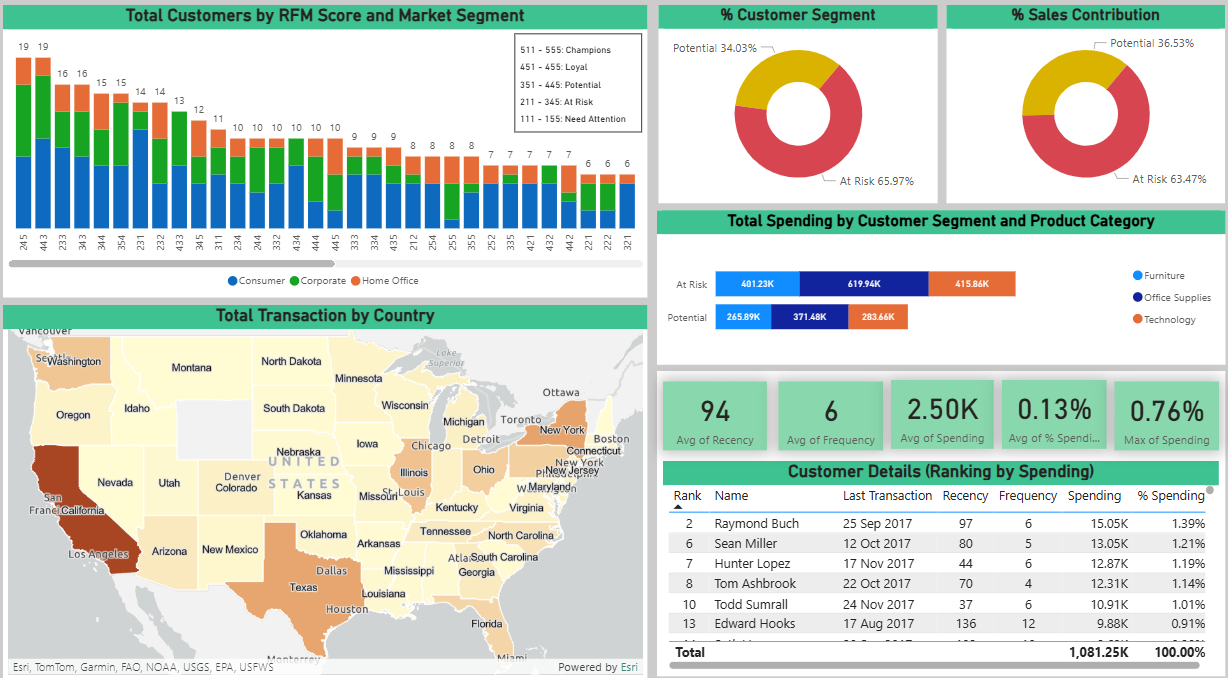 Total Customers by RFM Score and Market Segment
19 19 16 16 15 15 14 14 13 12 11 10 10 10 10 10 10 9 9 9 8 8 8 8 7 7 7 7 7 6 6 6
511 - 555: Champions
451 - 455: Loyal
351 - 445: Potential
211 - 345: At Risk
111 - 155: Need Attention
245 443 233 343 344 354 231 232 433 345 311 234 244 332 434 444 445 333 334 435 212 254 255 355 252 335 421 432 442 221 222 321
Consumer Corporate Home Office
% Customer Segment
Potential 34.03%
At Risk 65.97%
% Sales Contribution
Potential 36.53%
At Risk 63.47%
Total Spending by Customer Segment and Product Category
At Risk 401.23K 619.94K 415.86K
Potential 265.89K 371.48K 283.66K
Furniture
Office Supplies
Technology
Total Transaction by Country
Vancouver
Washington
Montana
North Dakota
Lake
Superior
Minnesota
Ottawa
Oregon
Idaho
South Dakota
Wisconsin
Michigan
Toronto
New York
Detroit
Boston
Connecticut
Iowa
Chicago
Nebraska
UNITED
STATES
New York
New Jersey
Nevada
Utah
Denver
Colorado
Kansas
Illinois
Ohio
Maryland
Missouri
St Louis
San
California
Kentucky
Virginia
Los Angeles
Arizona
New Mexico
Oklahoma
Arkansas
Tennessee
North Carolina
South Carolina
Georgia
Dallas
Mississippi
Texas
Louisiana
Houston
Florida
Miami
Monterrey
Esri, TomTom, Garmin, FAO, NOAA, USGS, EPA, USFWS
Powered by Esri
94
Avg of Recency
6
Avg of Frequency
2.50K
Avg of Spending
0.13%
Avg of % Spendi...
0.76%
Max of Spending
Customer Details (Ranking by Spending)
Rank Name Last Transaction Recency Frequency Spending % Spending
2 Raymond Buch 25 Sep 2017 97 6 15.05K 1.39%
6 Sean Miller 12 Oct 2017 80 5 13.05K 1.21%
7 Hunter Lopez 17 Nov 2017 44 6 12.87K 1.19%
8 Tom Ashbrook 22 Oct 2017 70 4 12.31K 1.14%
10 Todd Sumrall 24 Nov 2017 37 6 10.91K 1.01%
13 Edward Hooks 17 Aug 2017 136 12 9.88K 0.91%
Total 1,081.25K 100.00%